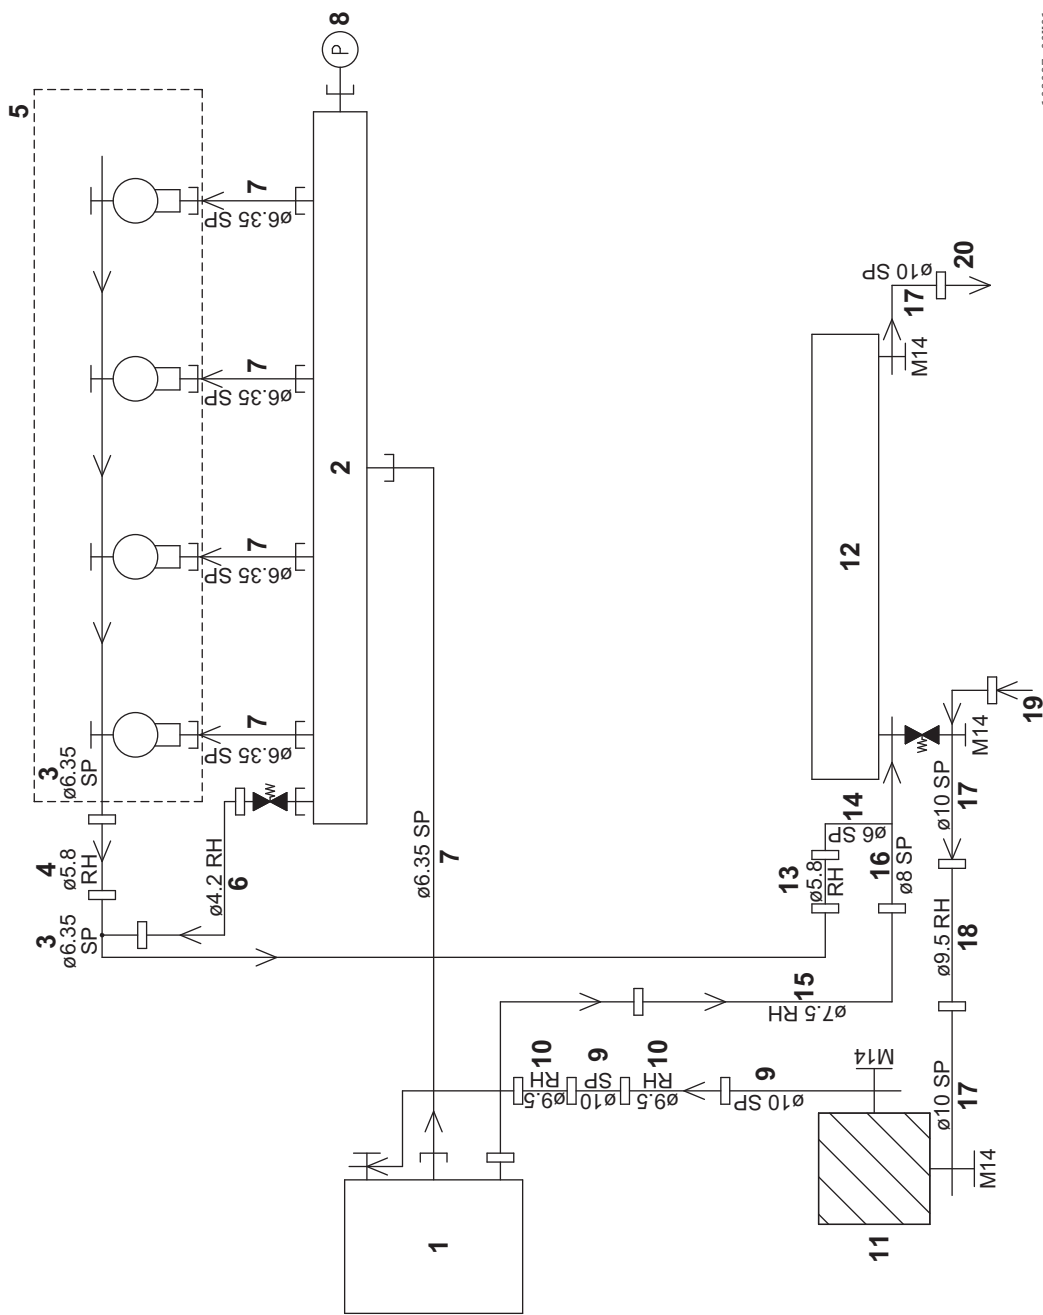 5
8
P
7
ø6.35 SP
7
ø6.35 SP
7
ø6.35 SP
7
ø6.35 SP
3
ø6.35
SP
4
ø5.8
RH
3
ø6.35
SP
ø4.2 RH
6
2
ø6.35 SP
7
1
10
ø9.5
RH
9
ø10
SP
10
ø9.5
RH
9
ø10 SP
M14
11
M14
ø10 SP
17
ø9.5 RH
18
ø10 SP
17
M14
19
15
ø7.5 RH
13
ø5.8
RH
14
ø6 SP
16
ø8 SP
12
M14
17
ø10 SP
20